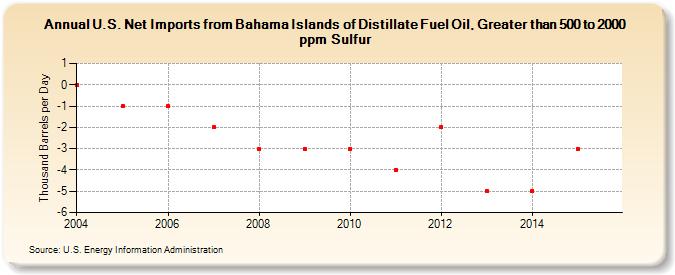 Annual U.S. Net Imports from Bahama Islands of Distillate Fuel Oil, Greater than 500 to 2000
ppm Sulfur
Thousand Barrels per Day
1
0
-1
-2
-3
-4
-5
-6
2004 2006 2008 2010 2012 2014
Source: U.S. Energy Information Administration